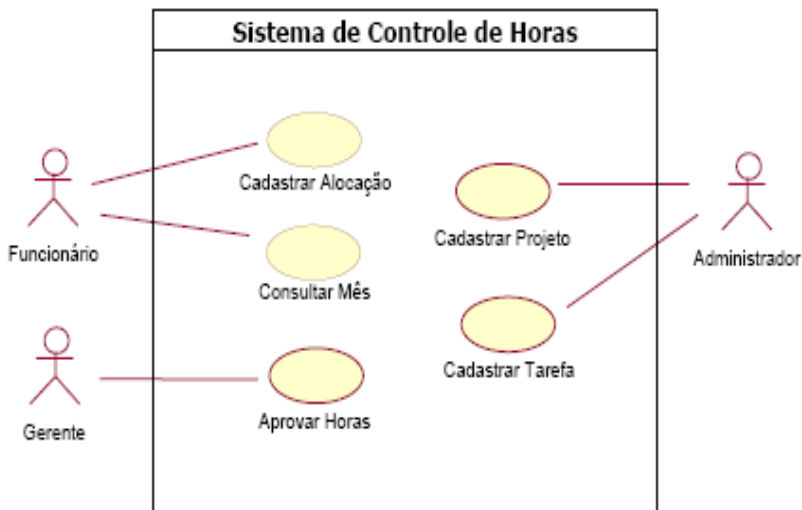 Sistema de Controle de Horas
Cadastrar Alocação
Funcionário
Cadastrar Projeto
Administrador
Consultar Mês
Cadastrar Tarefa
Aprovar Horas
Gerente